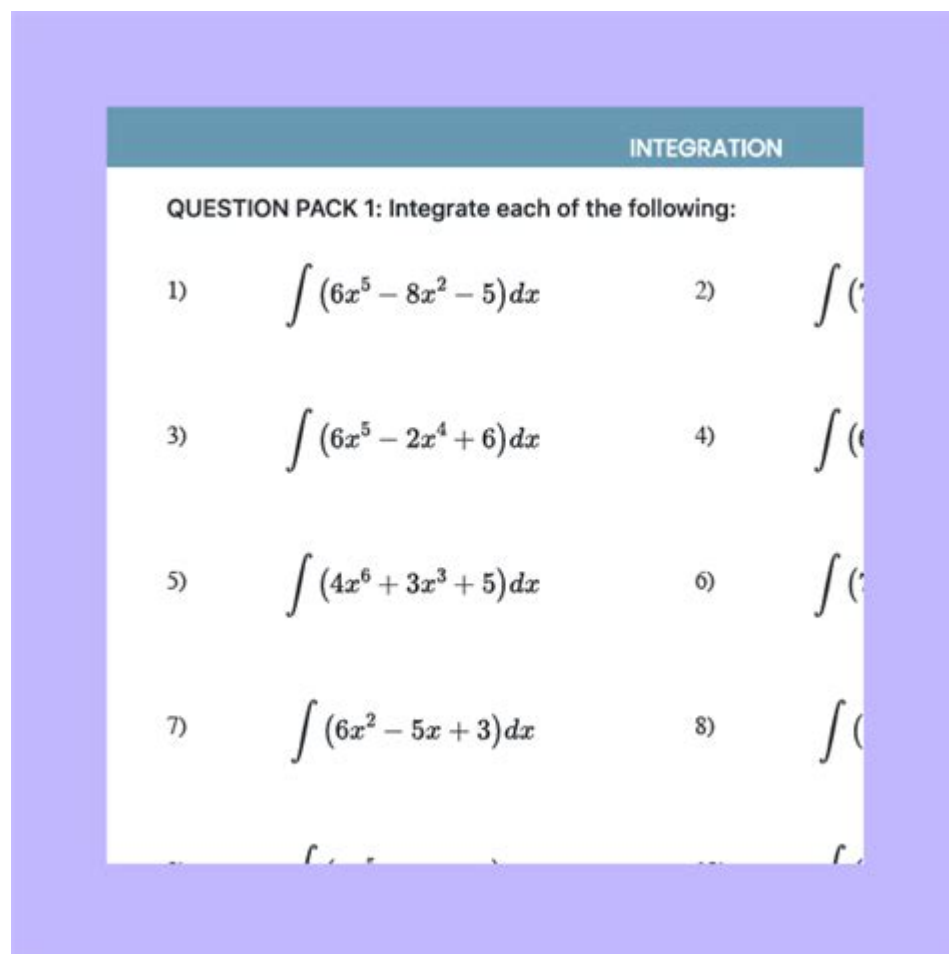 INTEGRATION
QUESTION PACK 1: Integrate each of the following:
1) ∫(6x⁵ − 8x² − 5)dx 2) ∫(
3) ∫(6x⁵ − 2x⁴ + 6)dx 4) ∫(
5) ∫(4x⁶ + 3x³ + 5)dx 6) ∫(
7) ∫(6x² − 5x + 3)dx 8) ∫(